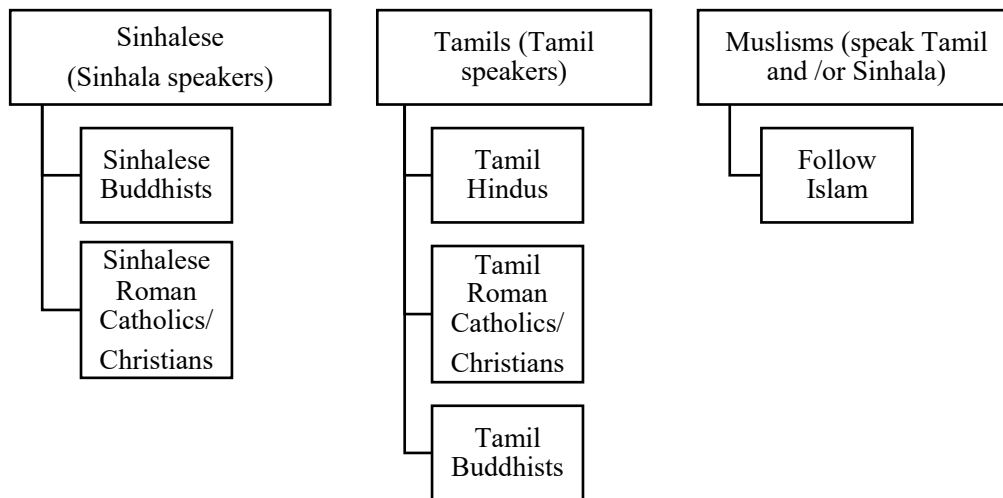 Sinhalese
(Sinhala speakers)
Sinhalese
Buddhists
Sinhalese
Roman
Catholics/
Christians
Tamils (Tamil
speakers)
Tamil
Hindus
Tamil
Roman
Catholics/
Christians
Tamil
Buddhists
Muslisms (speak Tamil
and /or Sinhala)
Follow
Islam